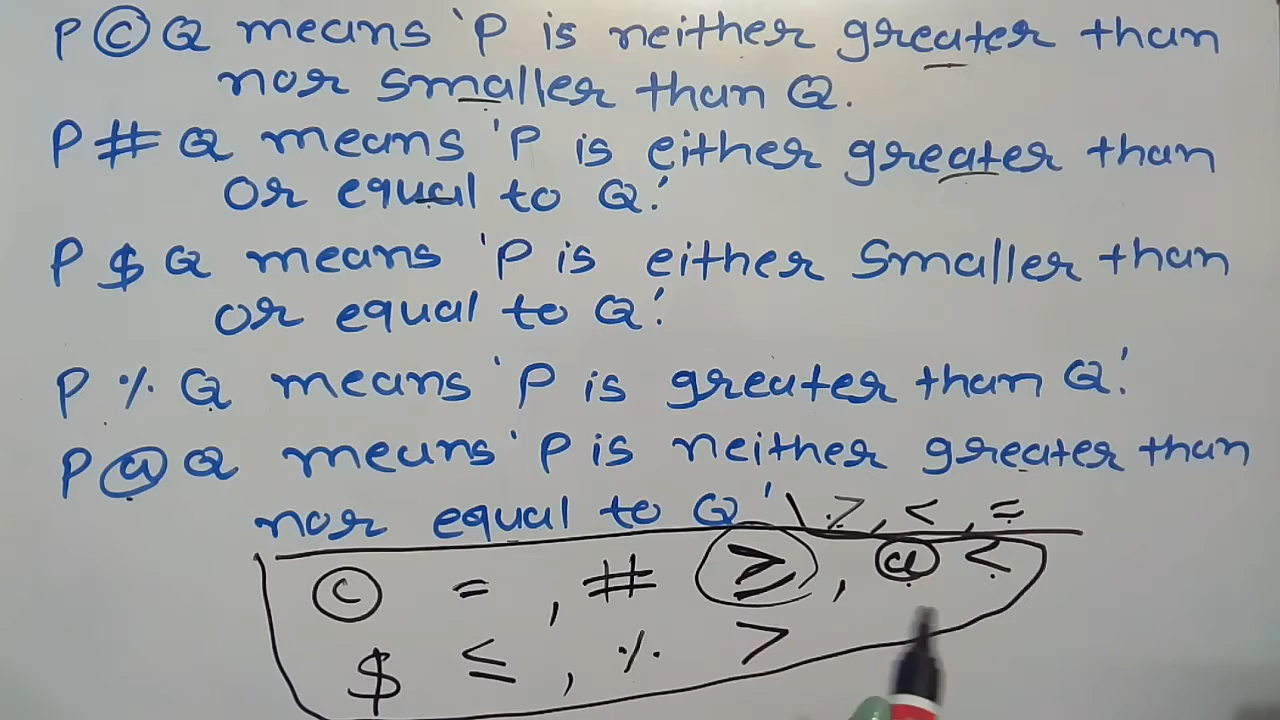 P © Q means 'P is neither greater than
nor smaller than Q.
P # Q means 'P is either greater than
or equal to Q'.
P $ Q means 'P is either Smaller than
or equal to Q'.
P % Q means 'P is greater than Q'.
P @ Q means 'P is neither greater than
nor equal to Q' \ >, <, =
© = , # ≥ , @ <
$ ≤ , % >